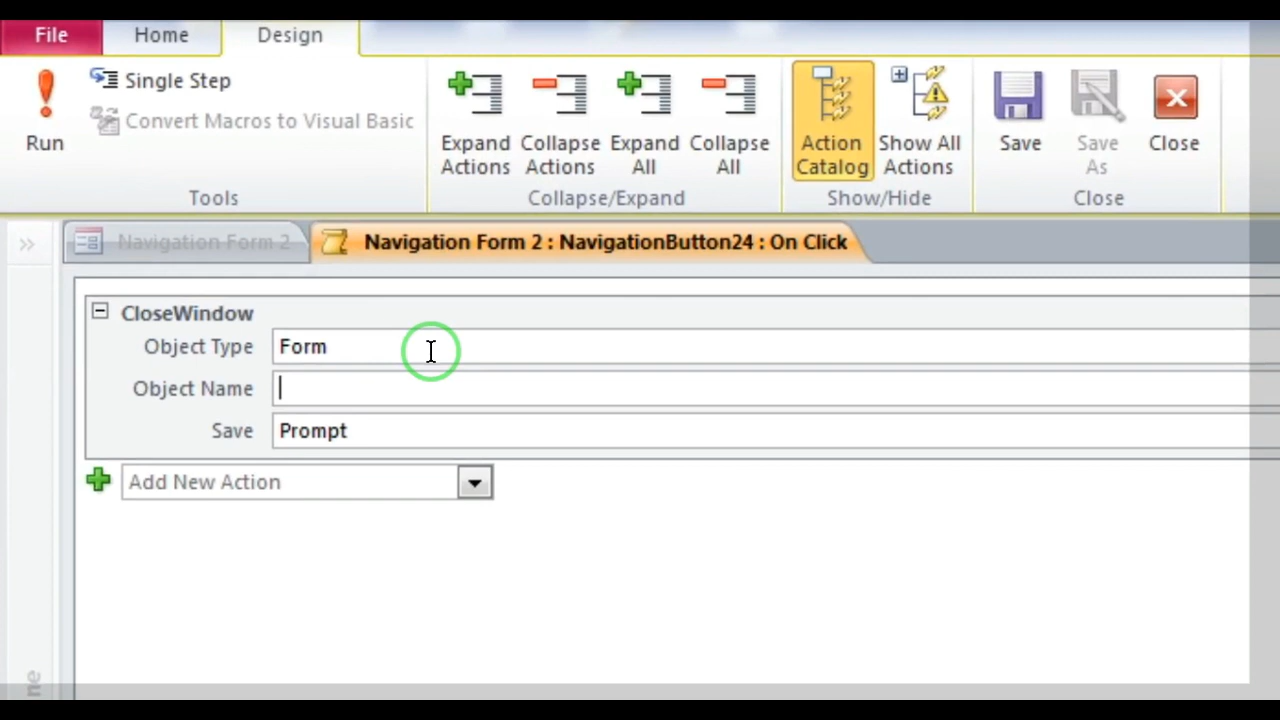 File Home Design
Single Step
Convert Macros to Visual Basic
Run
Expand Actions
Collapse Actions
Expand All
Collapse All
Action Catalog
Show All Actions
Save
Save As
Close
Tools
Collapse/Expand
Show/Hide
Close
Navigation Form 2
Navigation Form 2 : NavigationButton24 : On Click
CloseWindow
Object Type Form
Object Name
Save Prompt
Add New Action
ne